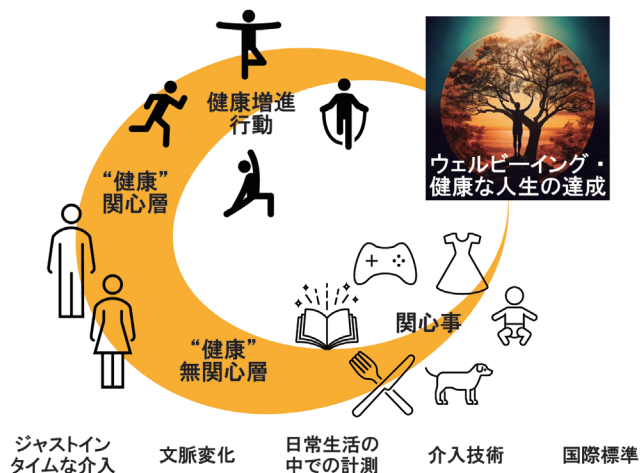 健康増進
行動
“健康”
関心層
ウェルビーイング・
健康な人生の達成
関心事
“健康”
無関心層
ジャストイン
タイムな介入
文脈変化
日常生活の
中での計測
介入技術
国際標準